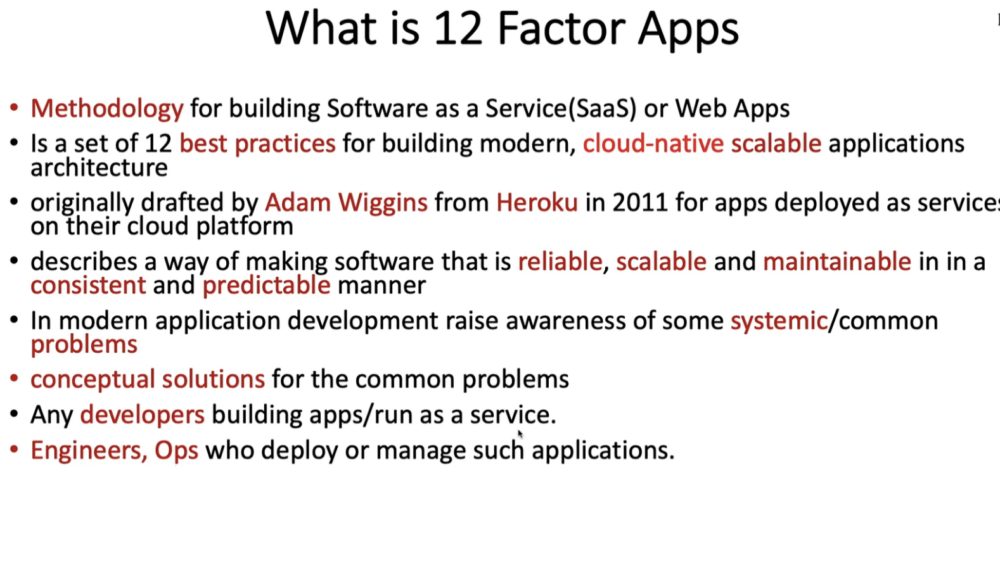 What is 12 Factor Apps
• Methodology for building Software as a Service(SaaS) or Web Apps
• Is a set of 12 best practices for building modern, cloud-native scalable applications
architecture
• originally drafted by Adam Wiggins from Heroku in 2011 for apps deployed as services
on their cloud platform
• describes a way of making software that is reliable, scalable and maintainable in in a
consistent and predictable manner
• In modern application development raise awareness of some systemic/common
problems
• conceptual solutions for the common problems
• Any developers building apps/run as a service.
• Engineers, Ops who deploy or manage such applications.